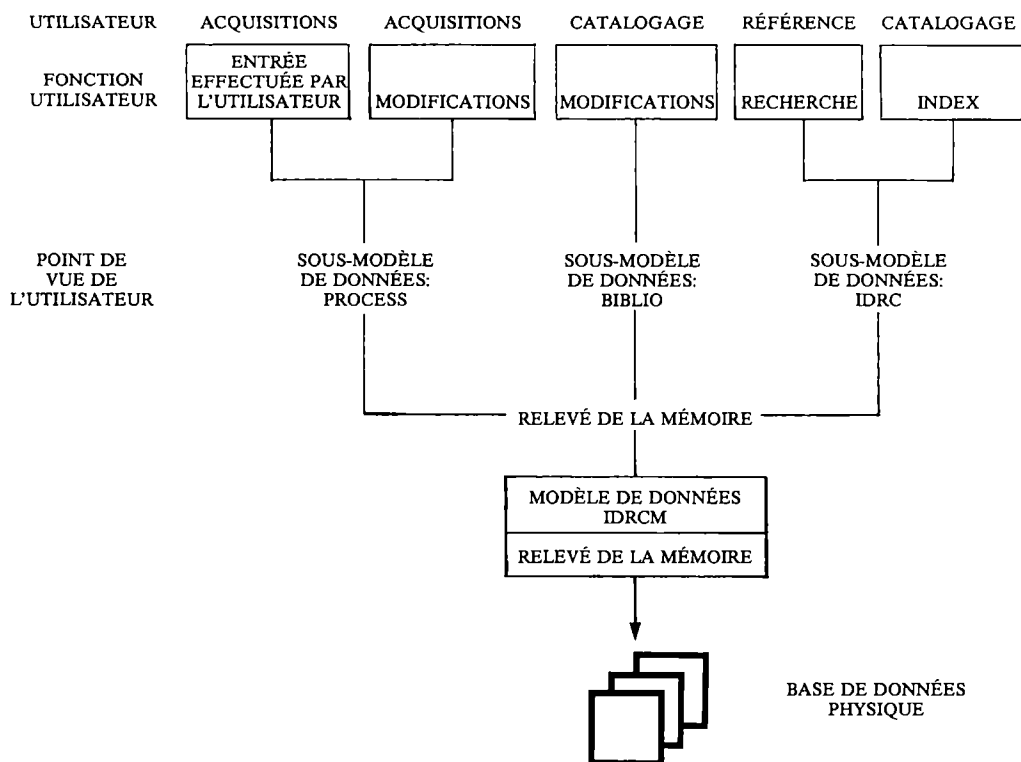 UTILISATEUR ACQUISITIONS ACQUISITIONS CATALOGAGE RÉFÉRENCE CATALOGAGE
FONCTION
UTILISATEUR
ENTRÉE
EFFECTUÉE PAR
L'UTILISATEUR
MODIFICATIONS
MODIFICATIONS
RECHERCHE
INDEX
POINT DE
VUE DE
L'UTILISATEUR
SOUS-MODÈLE
DE DONNÉES:
PROCESS
SOUS-MODÈLE
DE DONNÉES:
BIBLIO
SOUS-MODÈLE
DE DONNÉES:
IDRC
RELEVÉ DE LA MÉMOIRE
MODÈLE DE DONNÉES
IDRCM
RELEVÉ DE LA MÉMOIRE
BASE DE DONNÉES
PHYSIQUE